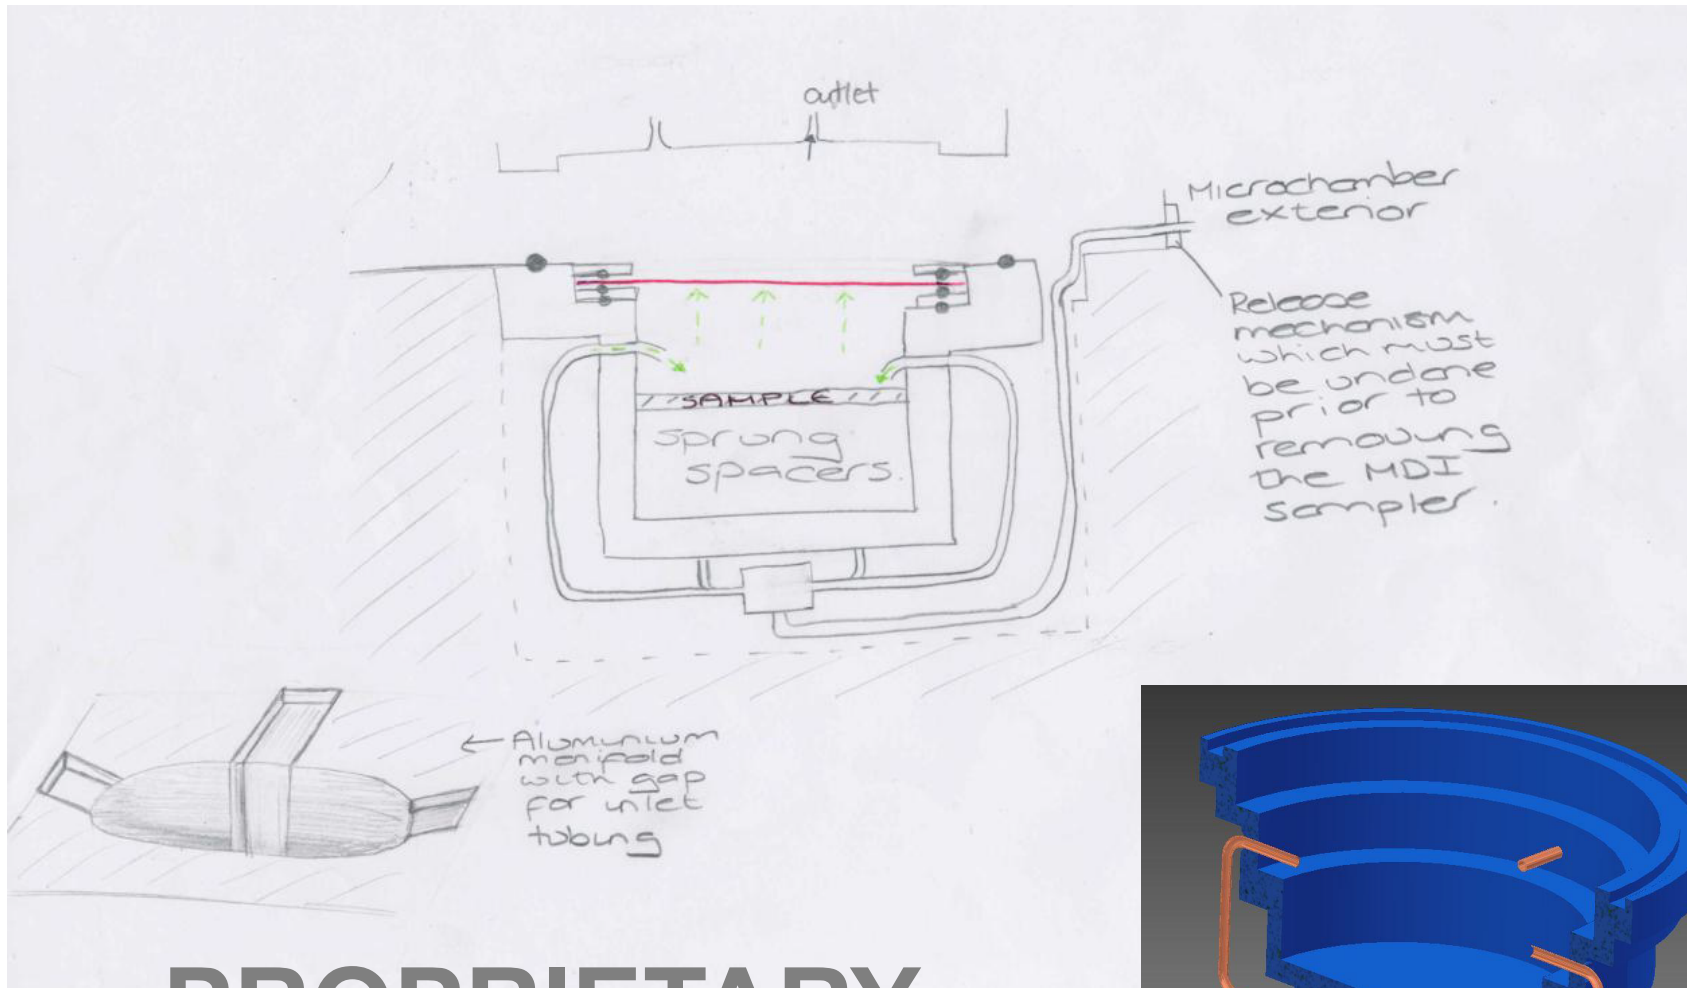 outlet
Microchamber
exterior
Release
mechanism
which must
be undone
prior to
removing
the MDI
sampler.
SAMPLE
sprung
spacers.
← Aluminium
manifold
with gap
for inlet
tubing
PROPRIETARY